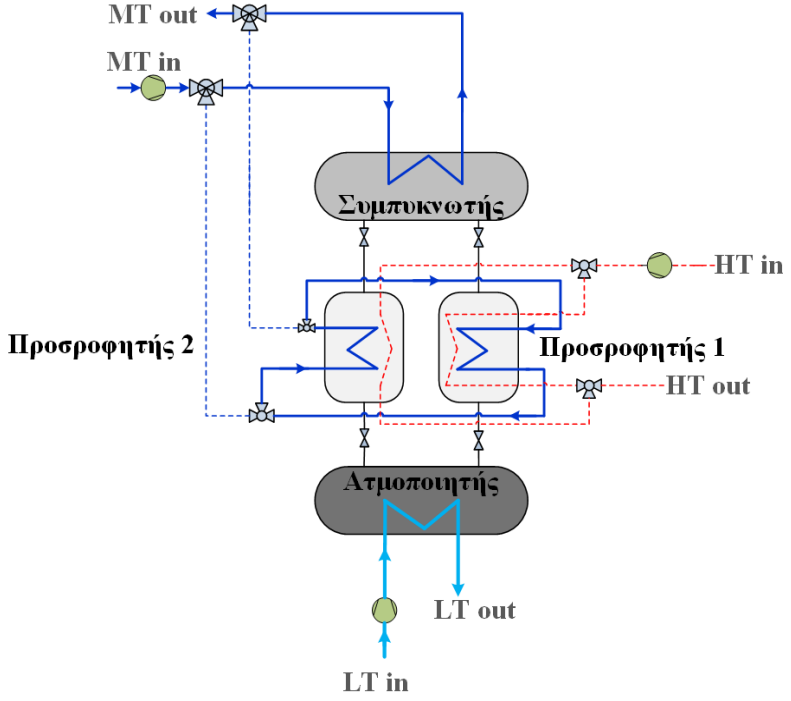 MT out
MT in
Συμπυκνωτής
HT in
Προσροφητής 2
Προσροφητής 1
HT out
Ατμοποιητής
LT out
LT in